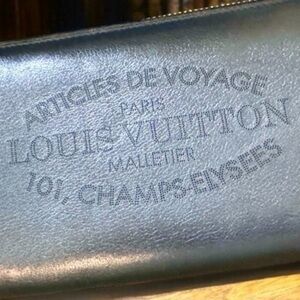 ARTICLES DE VOYAGE
PARIS
LOUIS VUITTON
MALLETIER
101, CHAMPS-ELYSEES